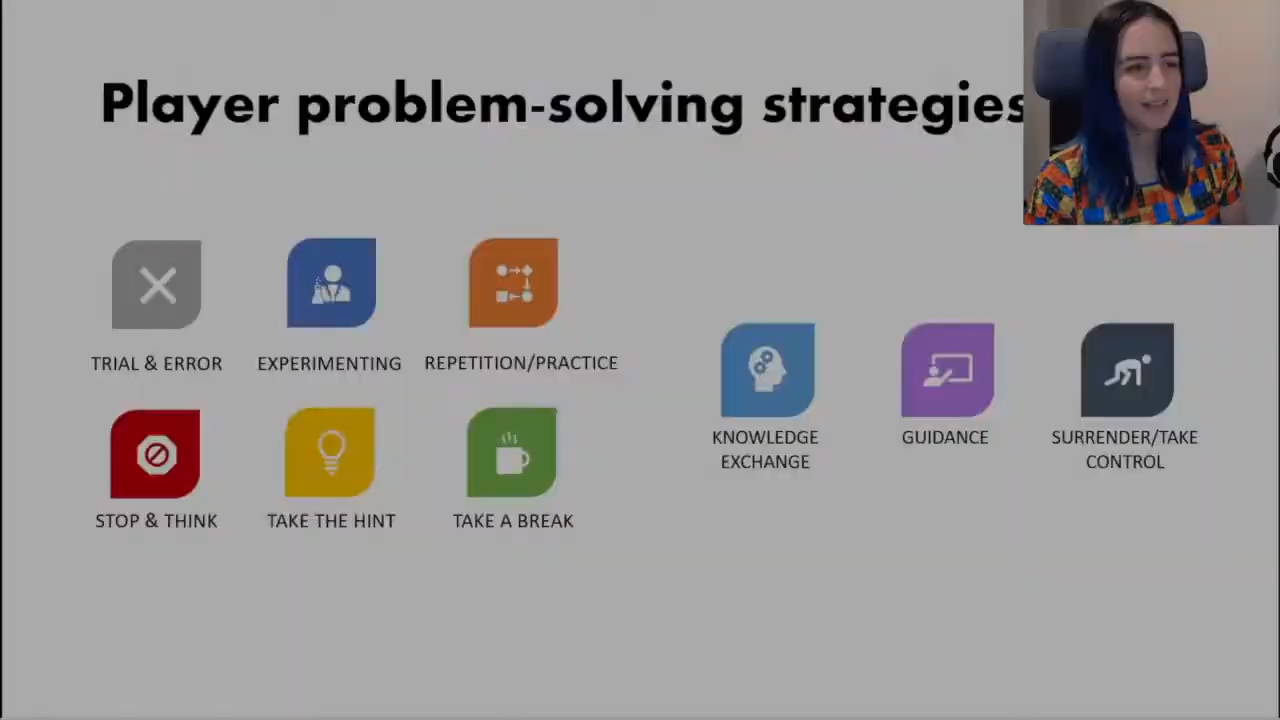 Player problem-solving strategies
TRIAL & ERROR
EXPERIMENTING
REPETITION/PRACTICE
STOP & THINK
TAKE THE HINT
TAKE A BREAK
KNOWLEDGE
EXCHANGE
GUIDANCE
SURRENDER/TAKE
CONTROL